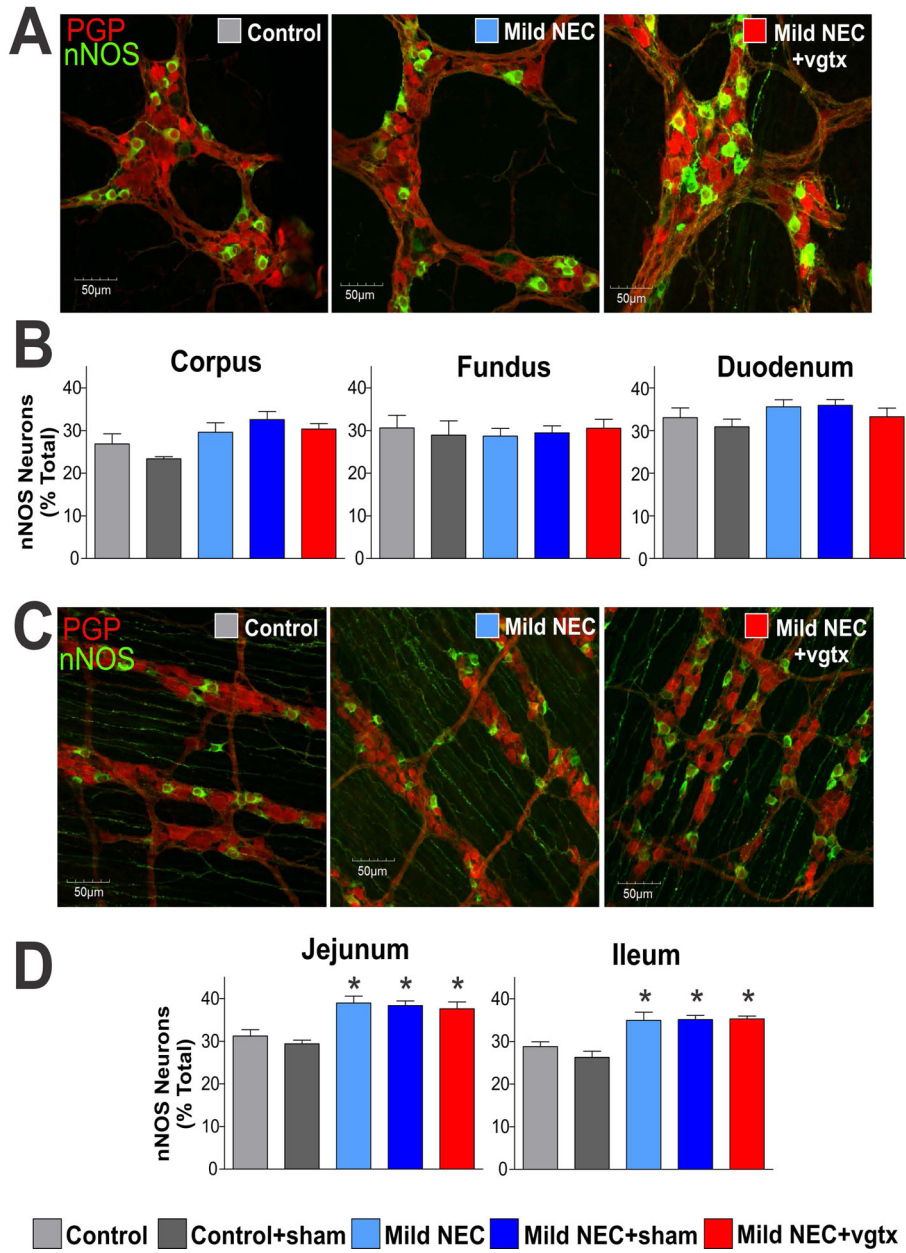 A
PGP
nNOS
Control
Mild NEC
Mild NEC
+vgtx
50µm
50µm
50µm
B
Corpus
Fundus
Duodenum
nNOS Neurons
(% Total)
40
30
20
10
0
40
30
20
10
0
40
30
20
10
0
C
PGP
nNOS
Control
Mild NEC
Mild NEC
+vgtx
50µm
50µm
50µm
D
Jejunum
Ileum
nNOS Neurons
(% Total)
40
30
20
10
0
* * *
40
30
20
10
0
* * *
Control Control+sham Mild NEC Mild NEC+sham Mild NEC+vgtx